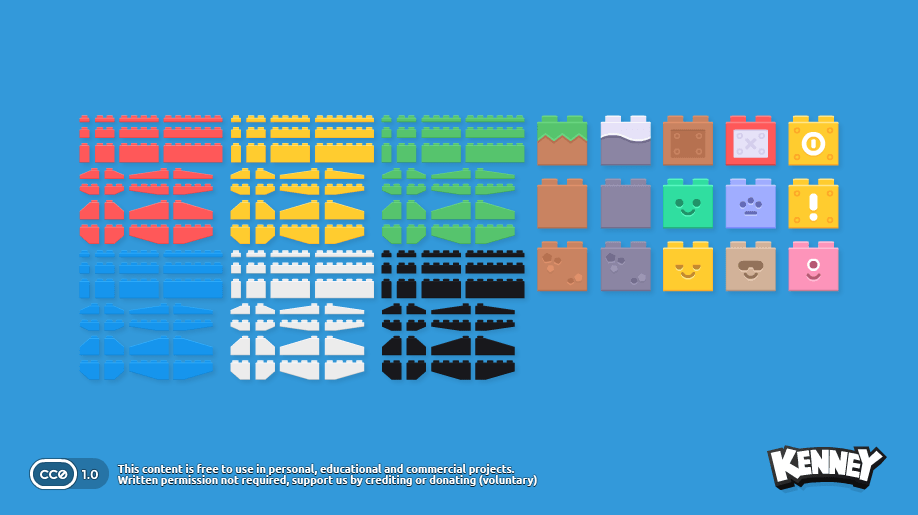 CC0 1.0
This content is free to use in personal, educational and commercial projects.
Written permission not required, support us by crediting or donating (voluntary)
KENNEY